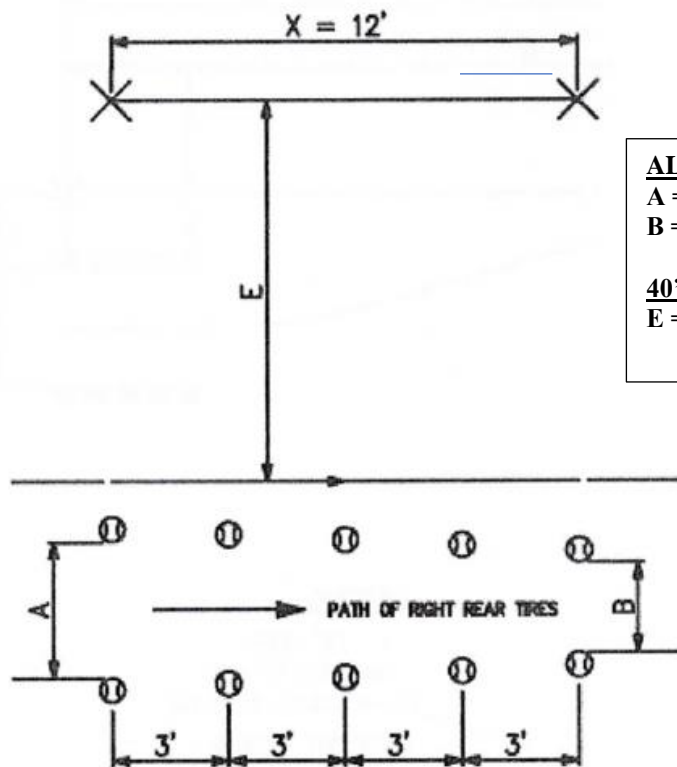 X = 12'
AL
A =
B =
40'
E =
E
A
PATH OF RIGHT REAR TIRES
B
3'
3'
3'
3'